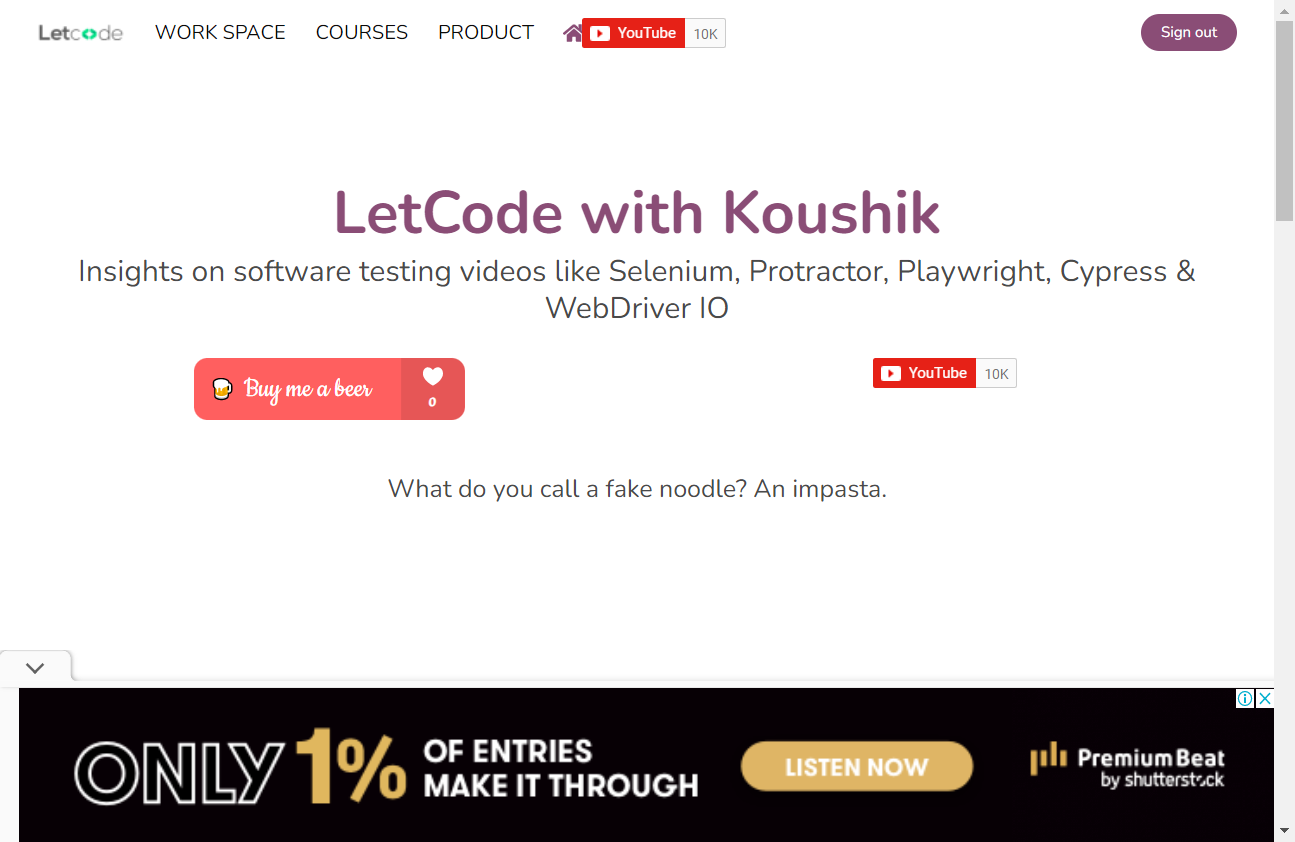 Letcode WORK SPACE COURSES PRODUCT YouTube 10K Sign out
LetCode with Koushik
Insights on software testing videos like Selenium, Protractor, Playwright, Cypress &
WebDriver IO
Buy me a beer 0
YouTube 10K
What do you call a fake noodle? An impasta.
ONLY 1% OF ENTRIES
MAKE IT THROUGH
LISTEN NOW
PremiumBeat
by shutterstock